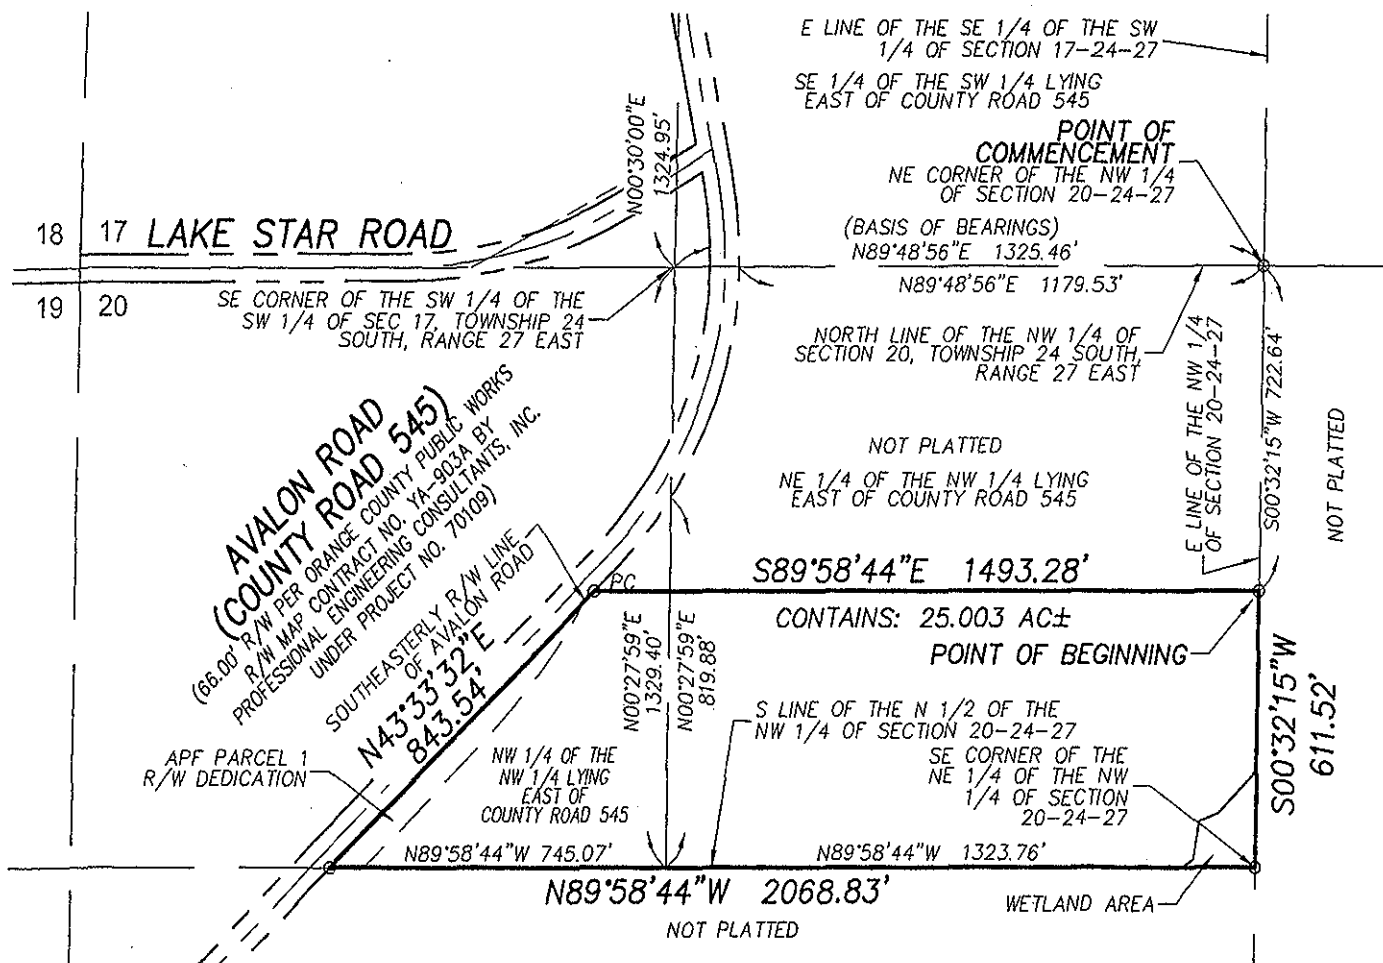 E LINE OF THE SE 1/4 OF THE SW
1/4 OF SECTION 17-24-27
SE 1/4 OF THE SW 1/4 LYING
EAST OF COUNTY ROAD 545
POINT OF
COMMENCEMENT
NE CORNER OF THE NW 1/4
OF SECTION 20-24-27
N00°30'00"E
1324.95'
18
17
LAKE STAR ROAD
(BASIS OF BEARINGS)
N89°48'56"E 1325.46'
N89°48'56"E 1179.53'
19
20
SE CORNER OF THE SW 1/4 OF THE
SW 1/4 OF SEC 17, TOWNSHIP 24
SOUTH, RANGE 27 EAST
NORTH LINE OF THE NW 1/4 OF
SECTION 20, TOWNSHIP 24 SOUTH,
RANGE 27 EAST
E LINE OF THE NW 1/4
OF SECTION 20-24-27
S00°32'15"W 722.64'
NOT PLATTED
AVALON ROAD
(COUNTY ROAD 545)
(66.00' R/W PER ORANGE COUNTY PUBLIC WORKS
R/W MAP CONTRACT NO. YA-903A BY
PROFESSIONAL ENGINEERING CONSULTANTS, INC.
UNDER PROJECT NO. 70109)
NOT PLATTED
NE 1/4 OF THE NW 1/4 LYING
EAST OF COUNTY ROAD 545
SOUTHEASTERLY R/W LINE
OF AVALON ROAD
PC
S89°58'44"E 1493.28'
CONTAINS: 25.003 AC±
POINT OF BEGINNING
N43°33'32"E
843.54'
N00°27'59"E
1329.40'
N00°27'59"E
819.88'
S00°32'15"W
611.52'
S LINE OF THE N 1/2 OF THE
NW 1/4 OF SECTION 20-24-27
APF PARCEL 1
R/W DEDICATION
NW 1/4 OF THE
NW 1/4 LYING
EAST OF
COUNTY ROAD 545
SE CORNER OF THE
NE 1/4 OF THE NW
1/4 OF SECTION
20-24-27
N89°58'44"W 745.07'
N89°58'44"W 1323.76'
N89°58'44"W 2068.83'
WETLAND AREA
NOT PLATTED